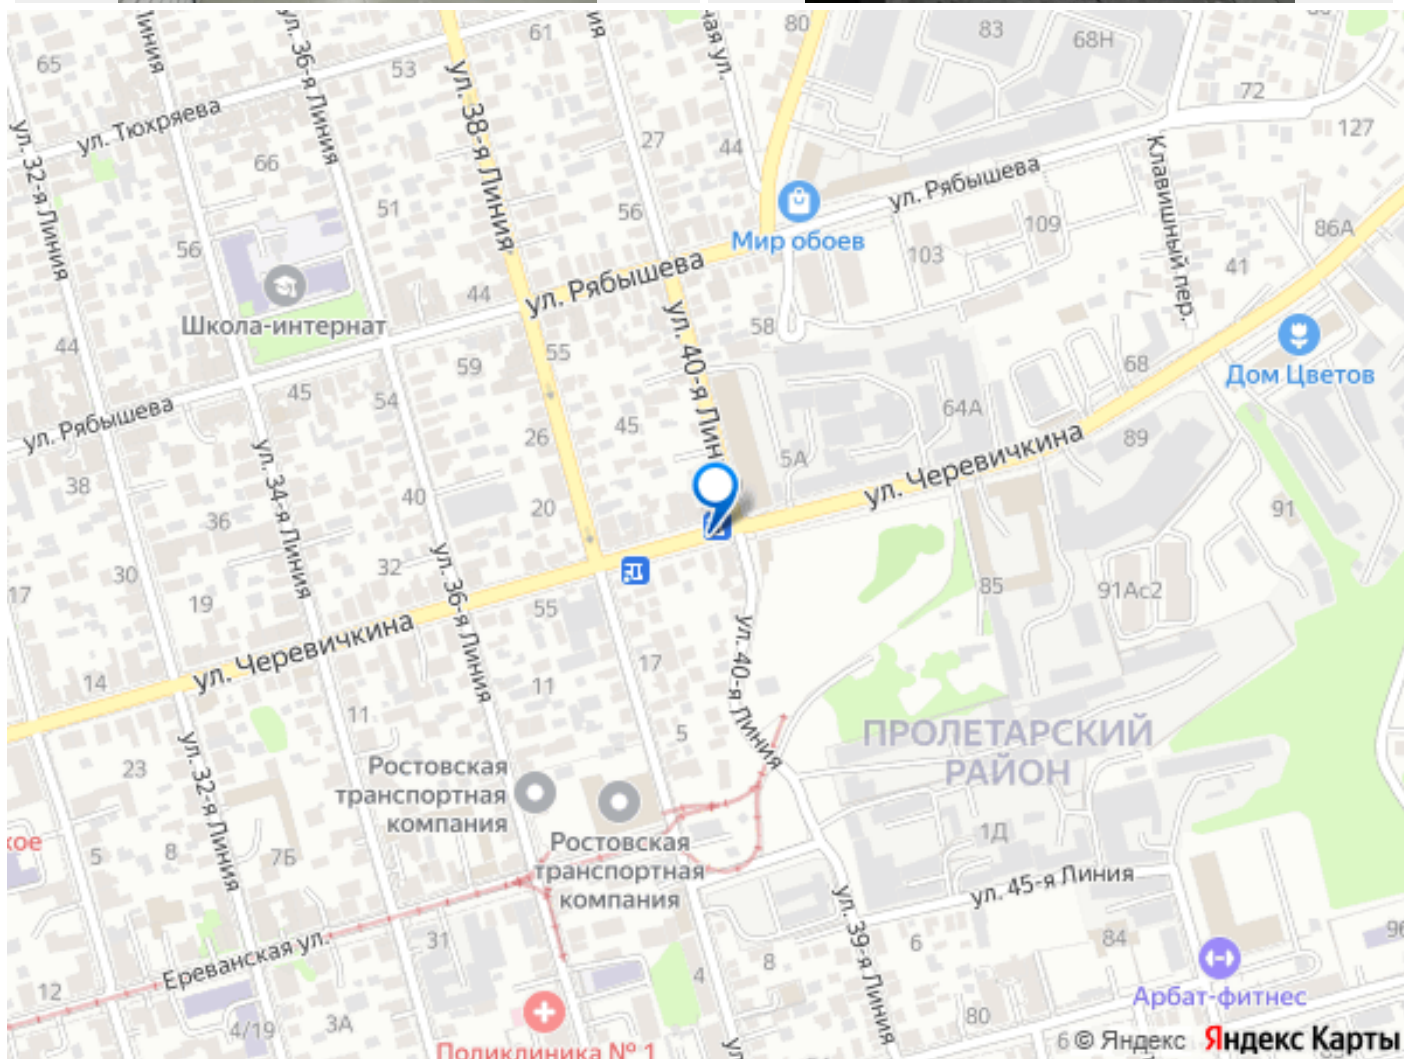 80
83
68Н
61
65
53
ул. 36-я Линия
ул. 38-я Линия
72
127
ул. Тюхряева
27
44
66
Клавишный пер.
ул. Рябышева
ул. 32-я Линия
51
56
56
109
86А
Мир обоев
103
41
ул. Рябышева
44
Школа-интернат
58
44
55
59
ул. 40-я Лин
68
Дом Цветов
45
54
64А
ул. Рябышева
26
45
5А
89
ул. Черевичкина
38
40
ул. 34-я Линия
20
36
91
32
ул. 36-я Линия
30
17
19
55
85
91Ас2
ул. Черевичкина
ул. 40-я Линия
17
14
11
11
5
ПРОЛЕТАРСКИЙ
РАЙОН
23
ул. 32-я Линия
Ростовская
транспортная
компания
Ростовская
транспортная
компания
1Д
5
8
7Б
ул. 45-я Линия
ул. 39-я Линия
31
6
84
Ереванская ул.
8
4
12
Арбат-фитнес
80
4/19
3А
Поликлиника № 1
6
© Яндекс
Яндекс Карты